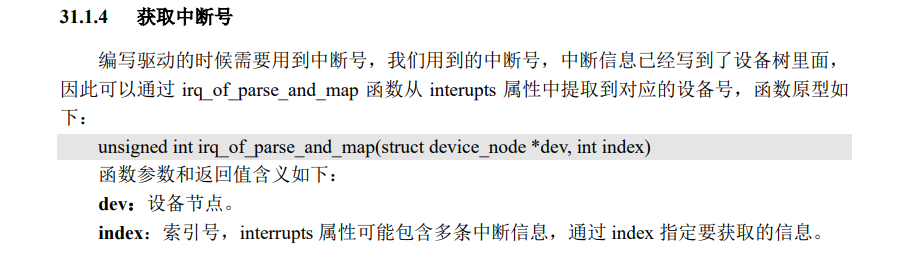 31.1.4 获取中断号
编写驱动的时候需要用到中断号，我们用到的中断号，中断信息已经写到了设备树里面，
因此可以通过 irq_of_parse_and_map 函数从 interupts 属性中提取到对应的设备号，函数原型如
下：
unsigned int irq_of_parse_and_map(struct device_node *dev, int index)
函数参数和返回值含义如下：
dev：设备节点。
index：索引号，interrupts 属性可能包含多条中断信息，通过 index 指定要获取的信息。